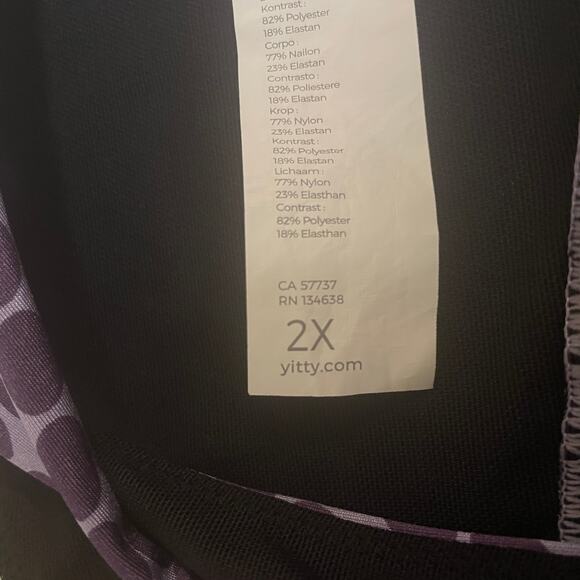 Kontrast :
82% Polyester
18% Elastan
Corpo :
77% Nailon
23% Elastan
Contrasto :
82% Poliestere
18% Elastan
Krop :
77% Nylon
23% Elastan
Kontrast :
82% Polyester
18% Elastan
Lichaam :
77% Nylon
23% Elasthan
Contrast :
82% Polyester
18% Elasthan
CA 57737
RN 134638
2X
yitty.com